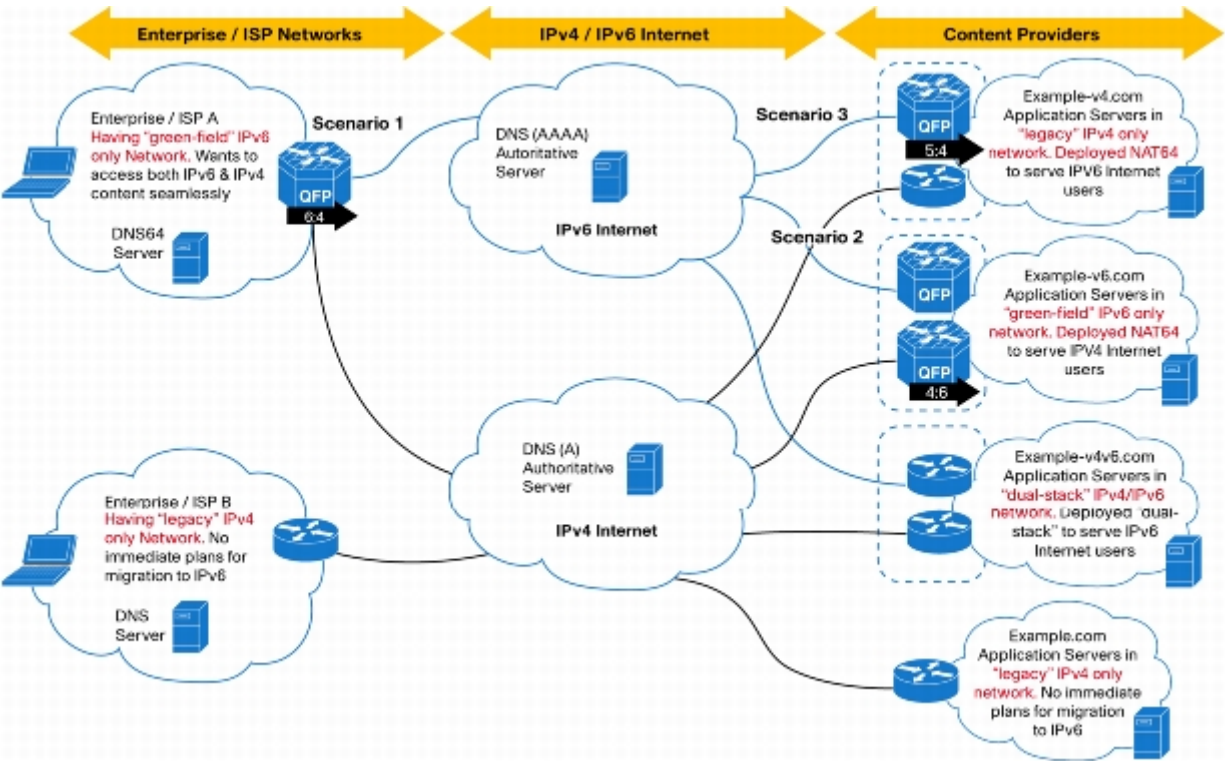 Enterprise / ISP Networks
IPv4 / IPv6 Internet
Content Providers
Enterprise / ISP A
Having "green-field" IPv6
only Network. Wants to
access both IPv6 & IPv4
content seamlessly
DNS64
Server
Scenario 1
QFP
6:4
DNS (AAAA)
Autoritative
Server
IPv6 Internet
Scenario 3
QFP
5:4
Example-v4.com
Application Servers in
"legacy" IPv4 only
network. Deployed NAT64
to serve IPV6 Internet
users
Scenario 2
QFP
QFP
4:6
Example-v6.com
Application Servers in
"green-field" IPv6 only
network. Deployed NAT64
to serve IPV4 Internet
users
Enterprise / ISP B
Having "legacy" IPv4
only Network. No
immediate plans for
migration to IPv6
DNS
Server
DNS (A)
Authoritative
Server
IPv4 Internet
Example-v4v6.com
Application Servers in
"dual-stack" IPv4/IPv6
network. Deployed "dual-
stack" to serve IPv6
Internet users
Example.com
Application Servers in
"legacy" IPv4 only
network. No immediate
plans for migration
to IPv6